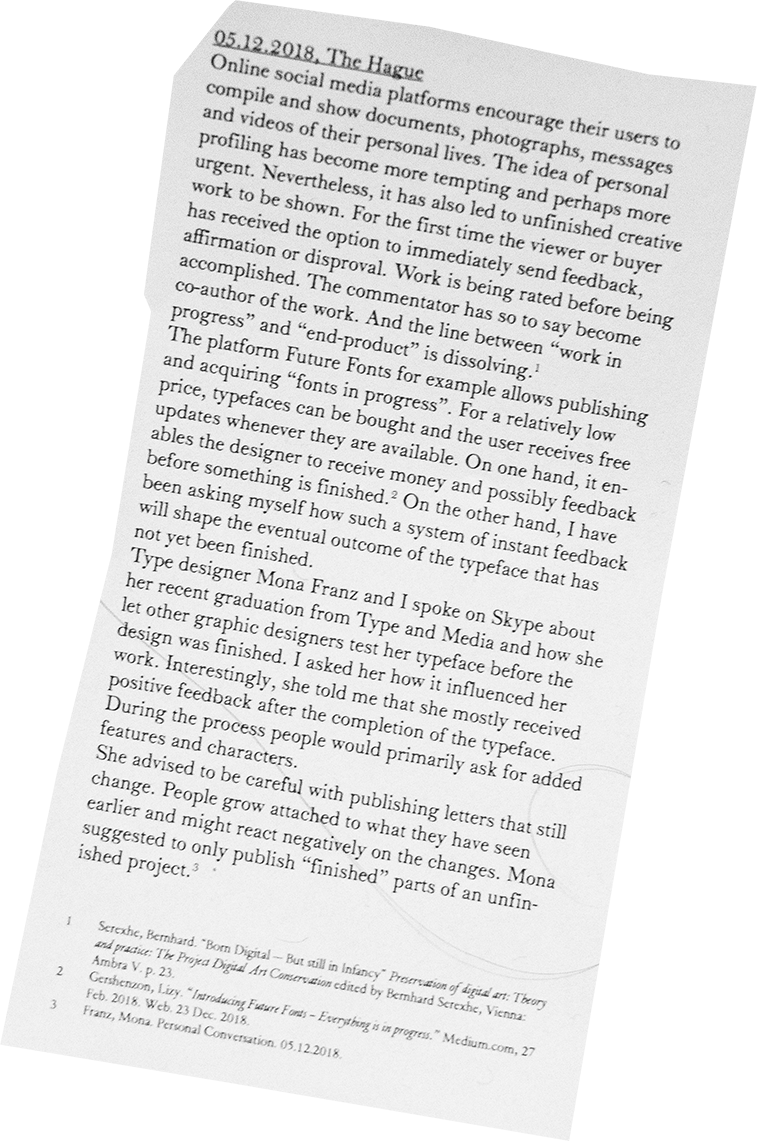 05.12.2018, The Hague
Online social media platforms encourage their users to
compile and show documents, photographs, messages
and videos of their personal lives. The idea of personal
profiling has become more tempting and perhaps more
urgent. Nevertheless, it has also led to unfinished creative
work to be shown. For the first time the viewer or buyer
has received the option to immediately send feedback,
affirmation or disproval. Work is being rated before being
accomplished. The commentator has so to say become
co-author of the work. And the line between “work in
progress” and “end-product” is dissolving.¹
The platform Future Fonts for example allows publishing
and acquiring “fonts in progress”. For a relatively low
price, typefaces can be bought and the user receives free
updates whenever they are available. On one hand, it en-
ables the designer to receive money and possibly feedback
before something is finished.² On the other hand, I have
been asking myself how such a system of instant feedback
will shape the eventual outcome of the typeface that has
not yet been finished.
Type designer Mona Franz and I spoke on Skype about
her recent graduation from Type and Media and how she
let other graphic designers test her typeface before the
design was finished. I asked her how it influenced her
work. Interestingly, she told me that she mostly received
positive feedback after the completion of the typeface.
During the process people would primarily ask for added
features and characters.
She advised to be careful with publishing letters that still
change. People grow attached to what they have seen
earlier and might react negatively on the changes. Mona
suggested to only publish “finished” parts of an unfin-
ished project.³
1 Serexhe, Bernhard. “Born Digital – But still in Infancy” Preservation of digital art: Theory
and practice: The Project Digital Art Conservation edited by Bernhard Serexhe, Vienna:
Ambra V. p. 23.
2 Gershenzon, Lizy. “Introducing Future Fonts – Everything is in progress.” Medium.com, 27
Feb. 2018. Web. 23 Dec. 2018.
3 Franz, Mona. Personal Conversation. 05.12.2018.